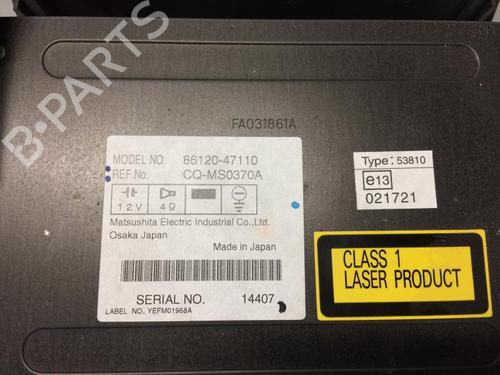 B-PARTS
FA031861A
MODEL NO. 86120-47110
REF.No. CQ-MS0370A
12V 4Ω
Matsushita Electric Industrial Co.,Ltd.
Osaka Japan
Made in Japan
SERIAL NO. 14407
LABEL NO. YEFM01968A
Type: 53810
e13
021721
CLASS 1
LASER PRODUCT